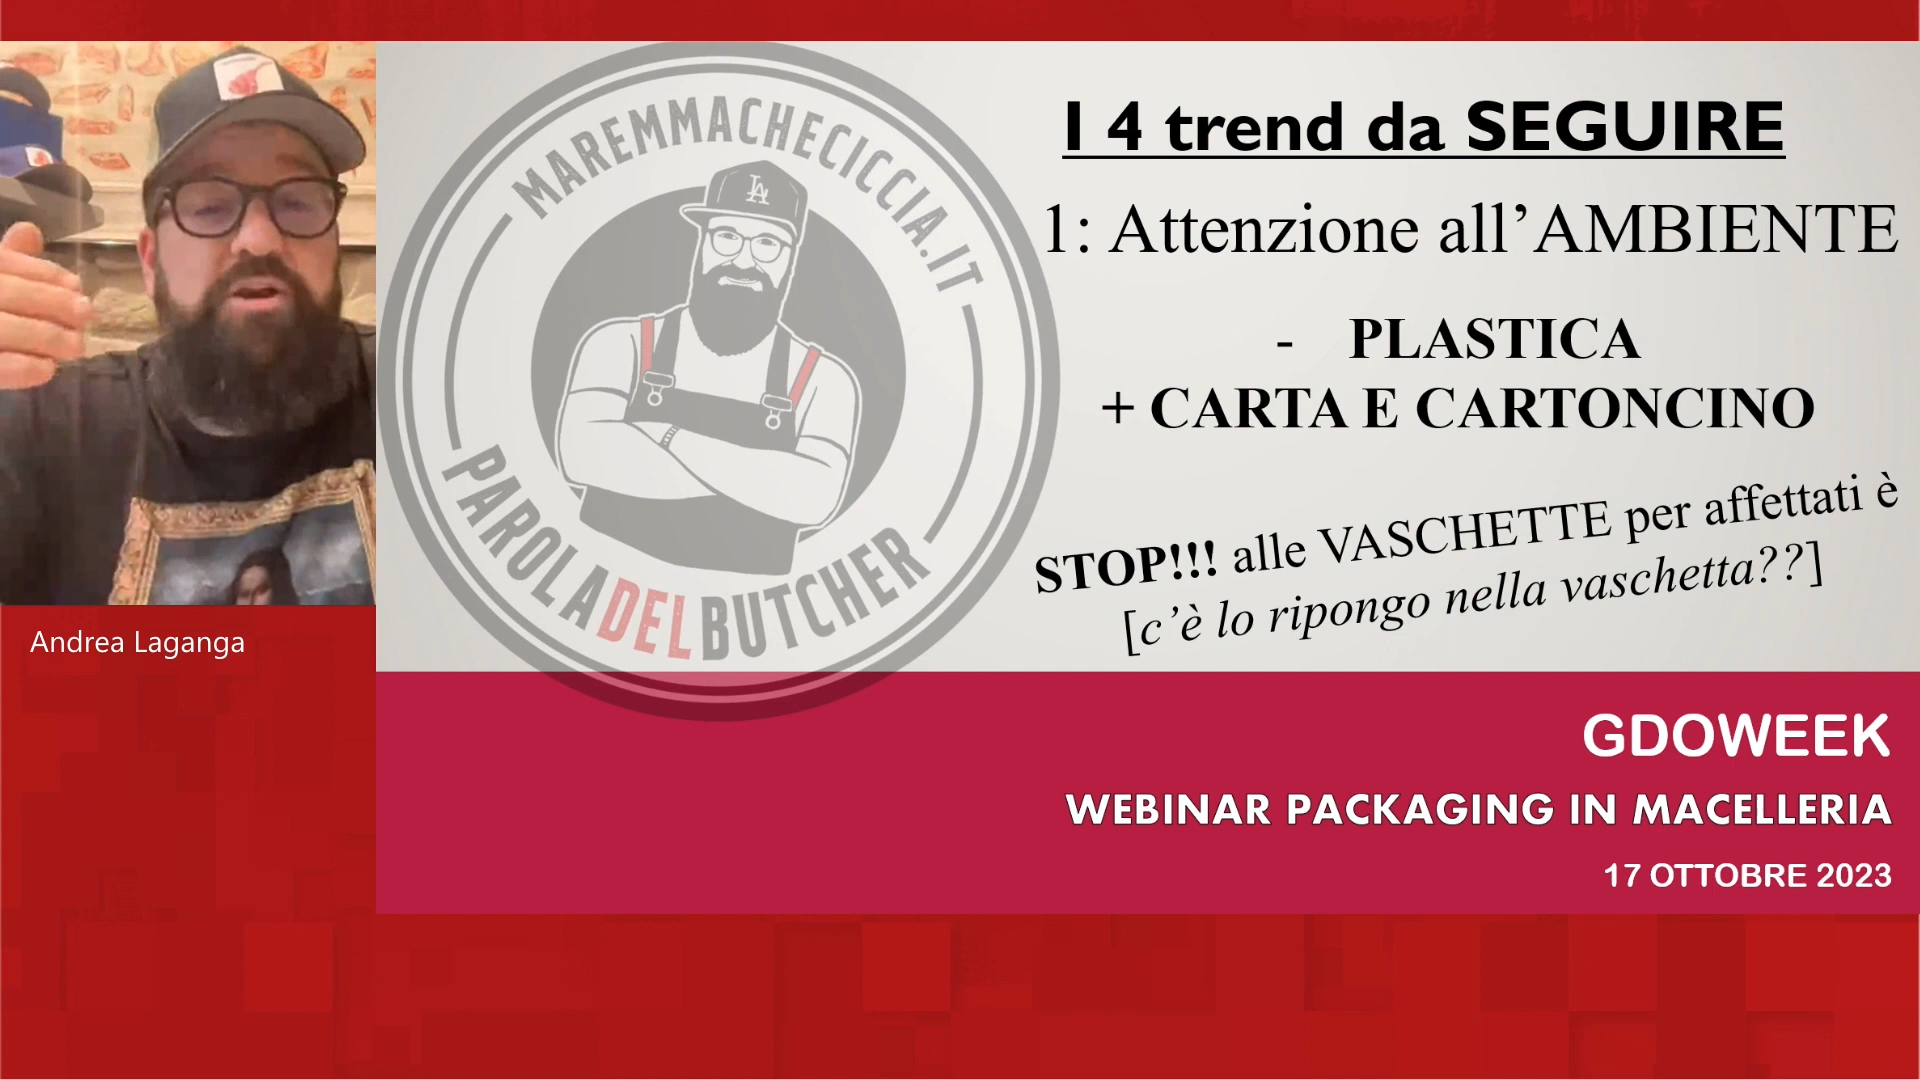 I 4 trend da SEGUIRE
1: Attenzione all’AMBIENTE
- PLASTICA
+ CARTA E CARTONCINO
STOP!!! alle VASCHETTE per affettati è
[c’è lo ripongo nella vaschetta??]
MAREMMACHECICCIA.IT
LA
PAROLADELBUTCHER
Andrea Laganga
GDOWEEK
WEBINAR PACKAGING IN MACELLERIA
17 OTTOBRE 2023